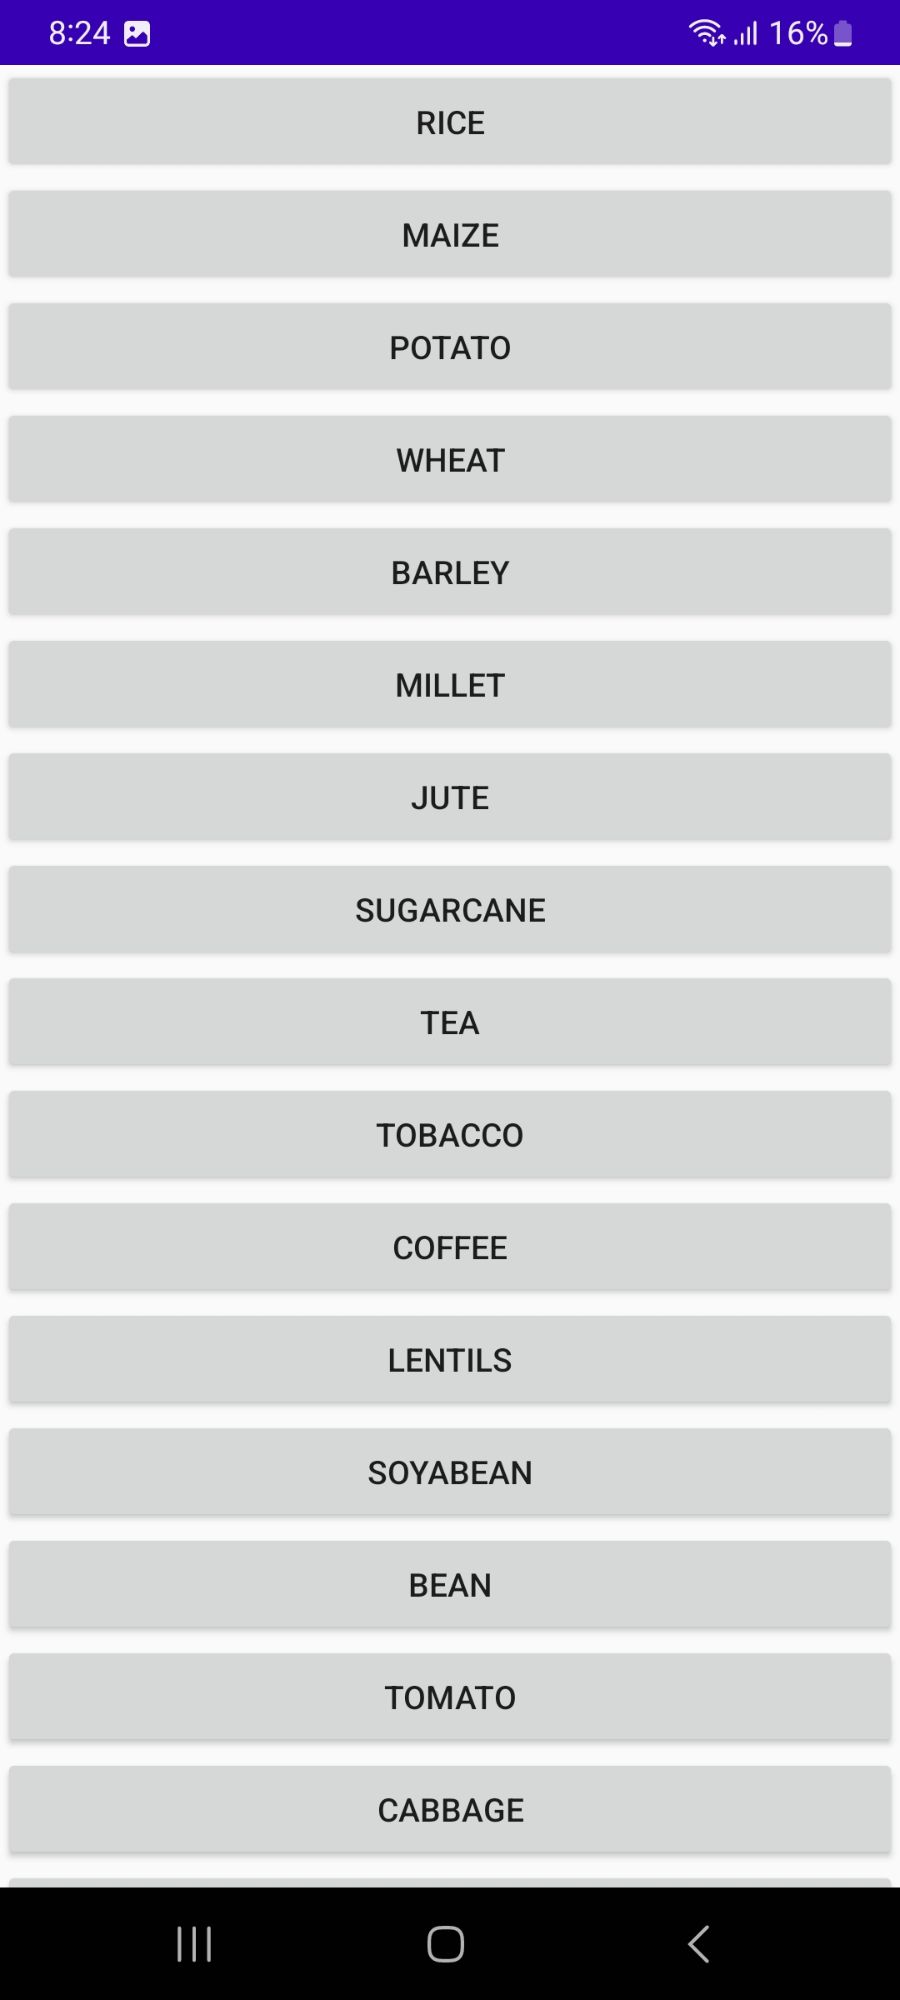 8:24 16%
RICE
MAIZE
POTATO
WHEAT
BARLEY
MILLET
JUTE
SUGARCANE
TEA
TOBACCO
COFFEE
LENTILS
SOYABEAN
BEAN
TOMATO
CABBAGE